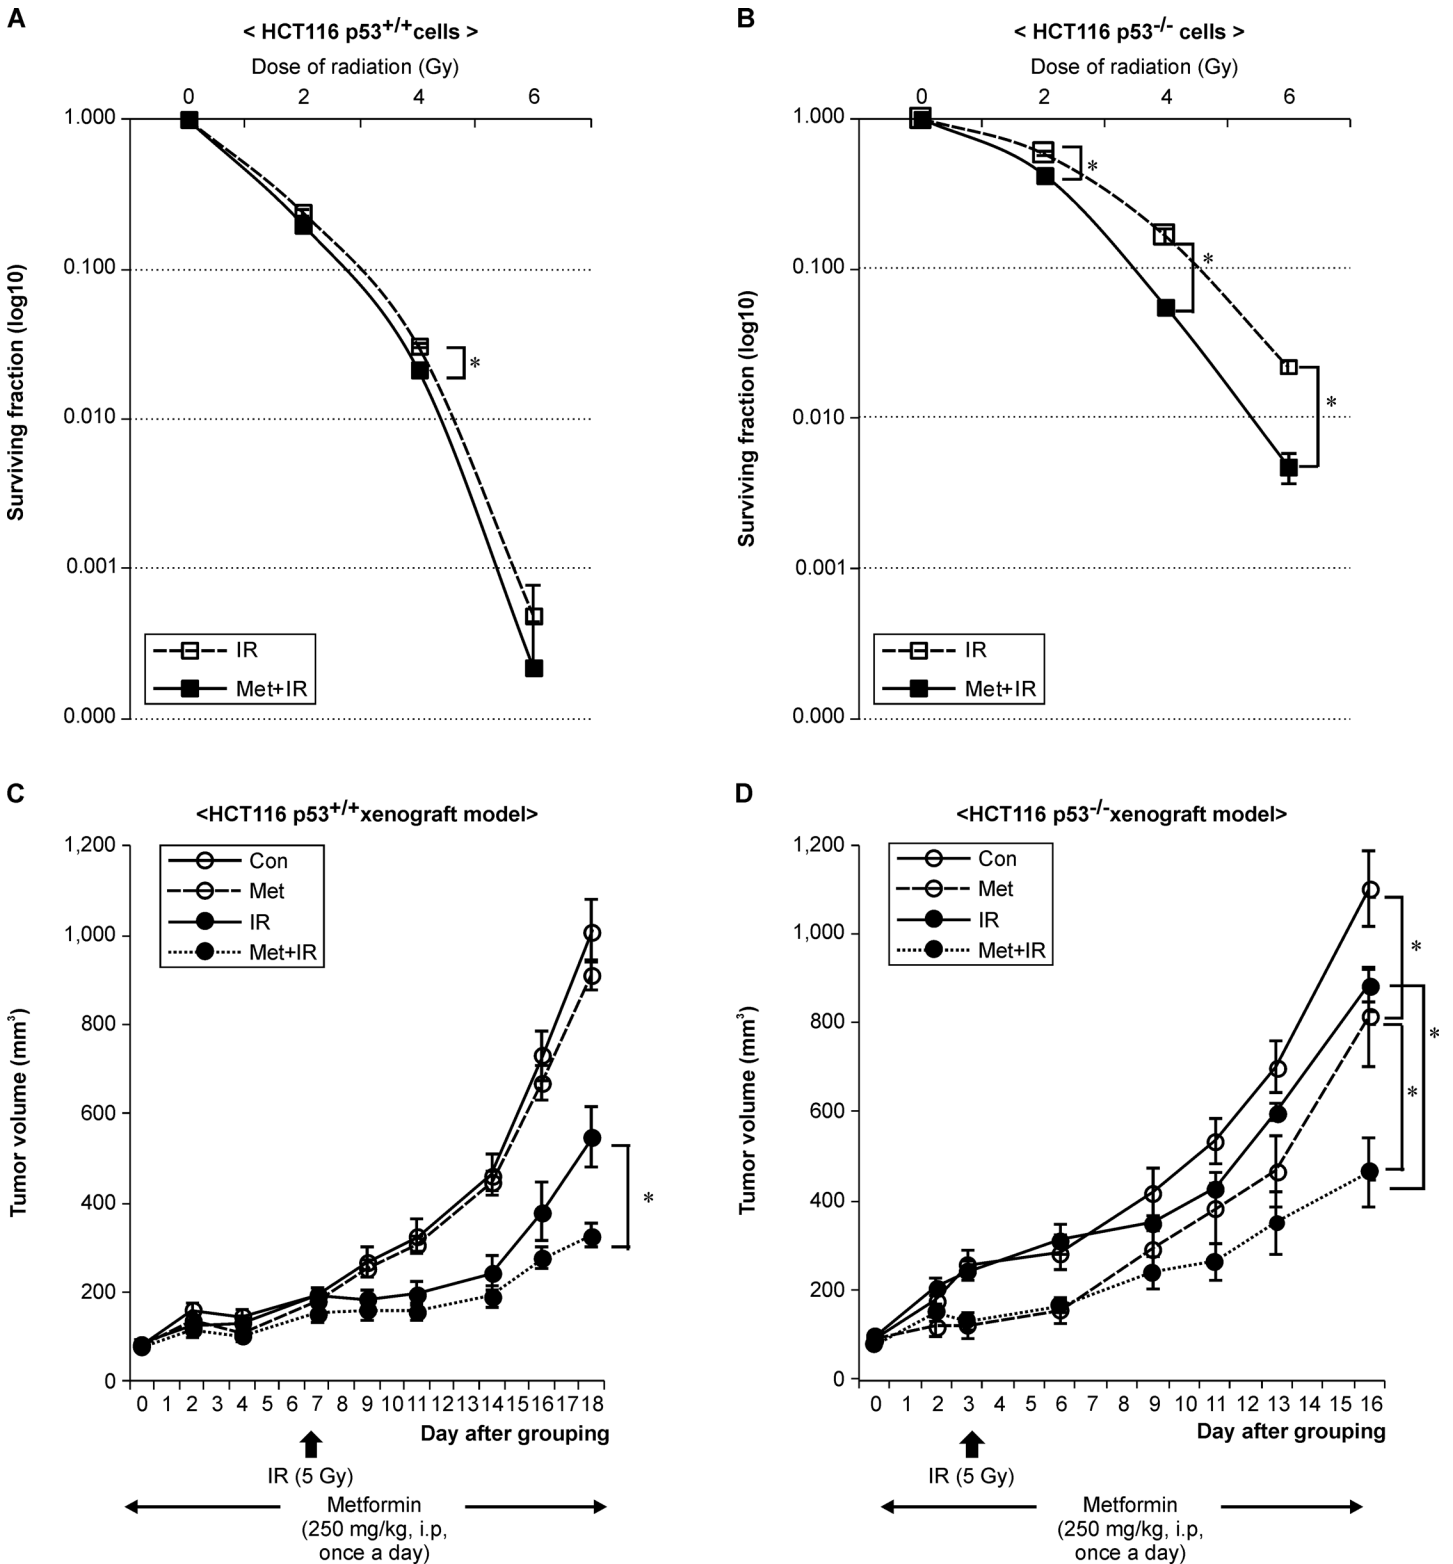 A
< HCT116 p53+/+cells >
Dose of radiation (Gy)
0 2 4 6
1.000
0.100
0.010
0.001
0.000
Surviving fraction (log10)
*
IR
Met+IR
B
< HCT116 p53-/- cells >
Dose of radiation (Gy)
0 2 4 6
1.000
0.100
0.010
0.001
0.000
Surviving fraction (log10)
*
*
*
IR
Met+IR
C
<HCT116 p53+/+xenograft model>
1,200
1,000
800
600
400
200
0
Tumor volume (mm³)
Con
Met
IR
Met+IR
*
0 1 2 3 4 5 6 7 8 9 10 11 12 13 14 15 16 17 18
Day after grouping
IR (5 Gy)
Metformin
(250 mg/kg, i.p,
once a day)
D
<HCT116 p53-/-xenograft model>
1,200
1,000
800
600
400
200
0
Tumor volume (mm³)
Con
Met
IR
Met+IR
*
*
*
0 1 2 3 4 5 6 7 8 9 10 11 12 13 14 15 16
Day after grouping
IR (5 Gy)
Metformin
(250 mg/kg, i.p,
once a day)